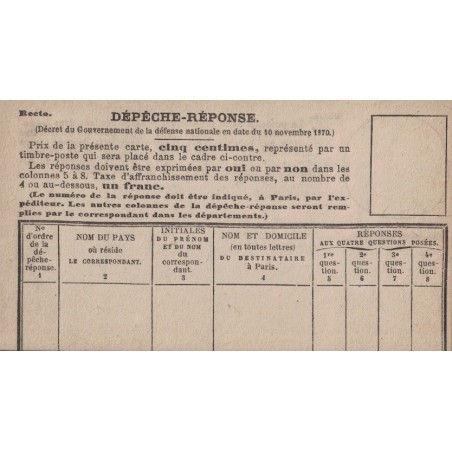 Recto.
DÉPÊCHE-RÉPONSE.
(Décret du Gouvernement de la défense nationale en date du 10 novembre 1870.)
Prix de la présente carte, cinq centimes, représenté par un
timbre-poste qui sera placé dans le cadre ci-contre.
Les réponses doivent être exprimées par oui ou par non dans les
colonnes 5 à 8. Taxe d'affranchissement des réponses, au nombre de
4 ou au-dessous, un franc.
(Le numéro de la réponse doit être indiqué, à Paris, par l'ex-
péditeur. Les autres colonnes de la dépêche-réponse seront rem-
plies par le correspondant dans les départements.)
No
d'ordre
de la
dé-
pêche-
réponse.
1
NOM DU PAYS
où réside
LE CORRESPONDANT.
2
INITIALES
DU PRÉNOM
ET DU NOM
du
correspon-
dant.
3
NOM ET DOMICILE
(en toutes lettres)
DU DESTINATAIRE
à Paris.
4
RÉPONSES
AUX QUATRE QUESTIONS POSÉES.
1re
ques-
tion.
5
2e
ques-
tion.
6
3e
ques-
tion.
7
4e
ques-
tion.
8